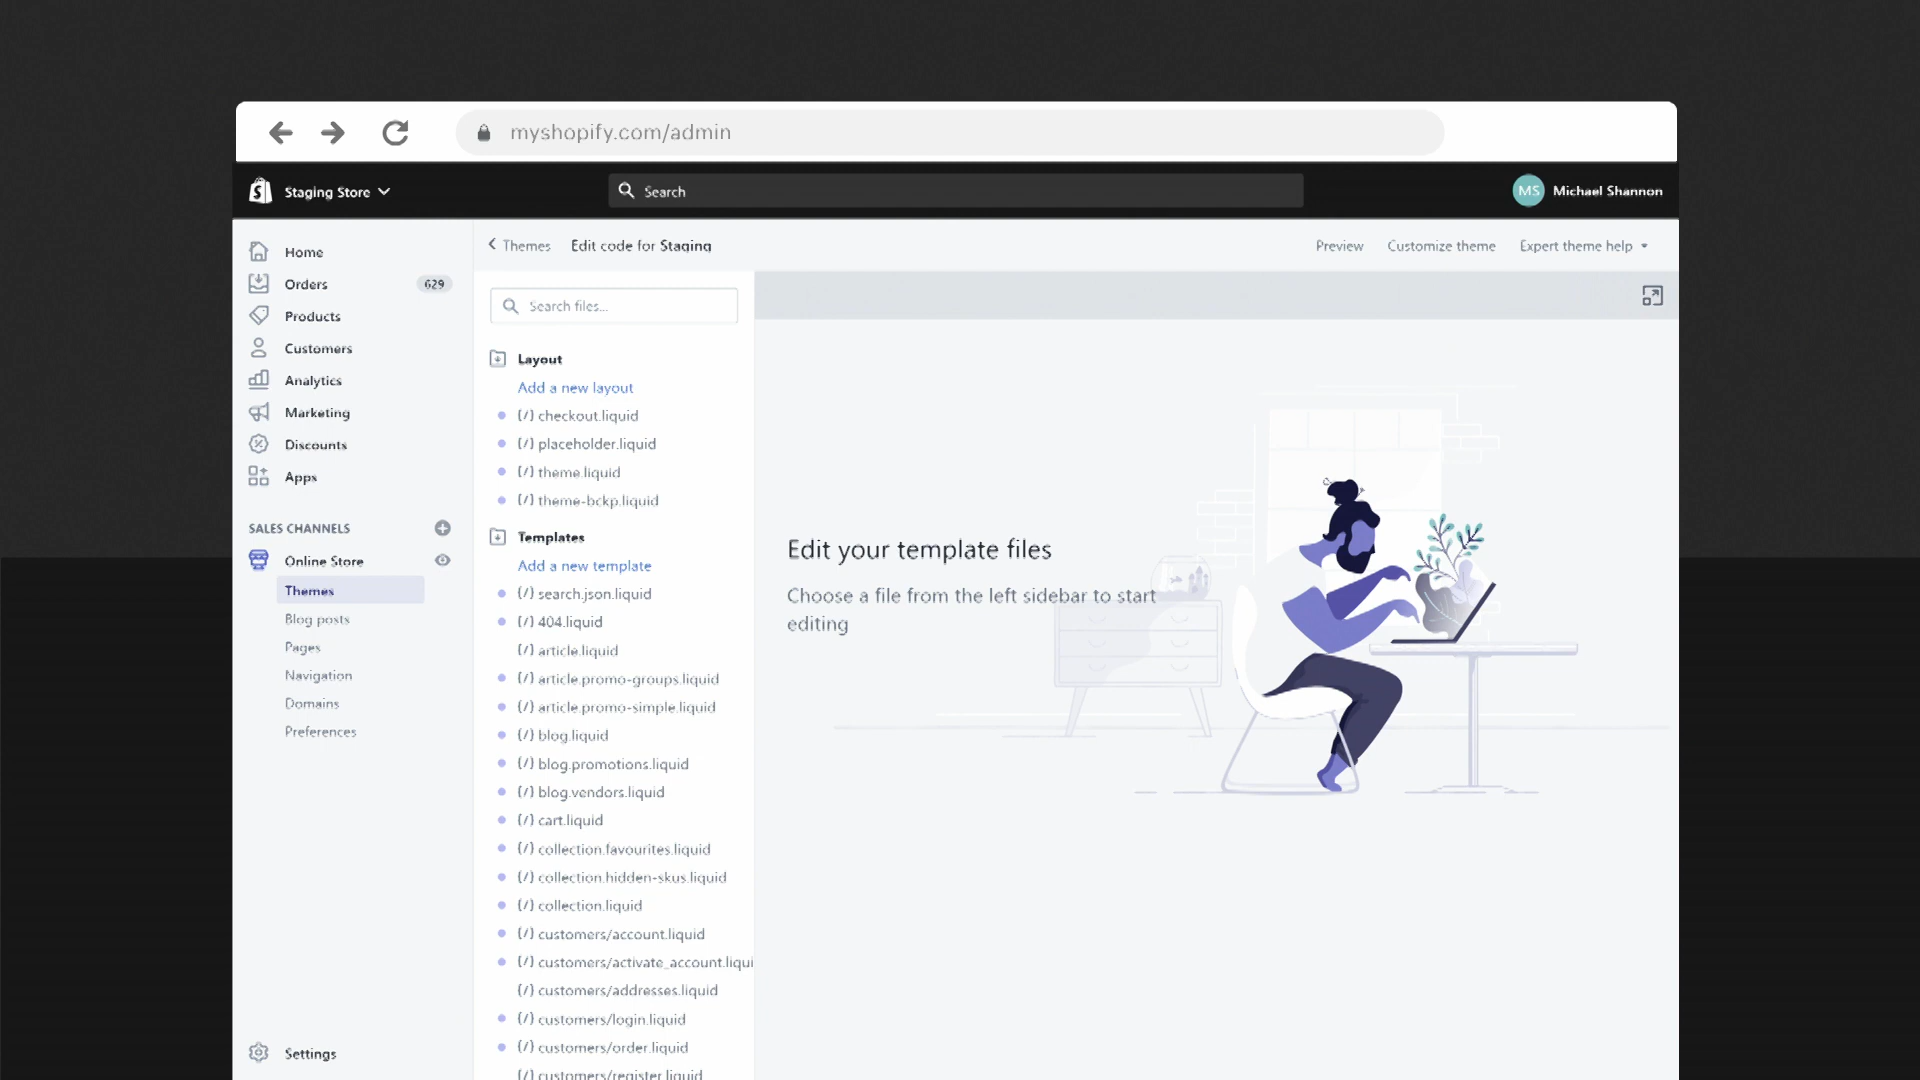 myshopify.com/admin
Staging Store
Search
MS Michael Shannon
Home
Orders 629
Products
Customers
Analytics
Marketing
Discounts
Apps
SALES CHANNELS
Online Store
Themes
Blog posts
Pages
Navigation
Domains
Preferences
Settings
Themes Edit code for Staging
Preview Customize theme Expert theme help
Search files...
Layout
Add a new layout
{/} checkout.liquid
{/} placeholder.liquid
{/} theme.liquid
{/} theme-bckp.liquid
Templates
Add a new template
{/} search.json.liquid
{/} 404.liquid
{/} article.liquid
{/} article.promo-groups.liquid
{/} article.promo-simple.liquid
{/} blog.liquid
{/} blog.promotions.liquid
{/} blog.vendors.liquid
{/} cart.liquid
{/} collection.favourites.liquid
{/} collection.hidden-skus.liquid
{/} collection.liquid
{/} customers/account.liquid
{/} customers/activate_account.liqui
{/} customers/addresses.liquid
{/} customers/login.liquid
{/} customers/order.liquid
{/} customers/register.liquid
Edit your template files
Choose a file from the left sidebar to start
editing